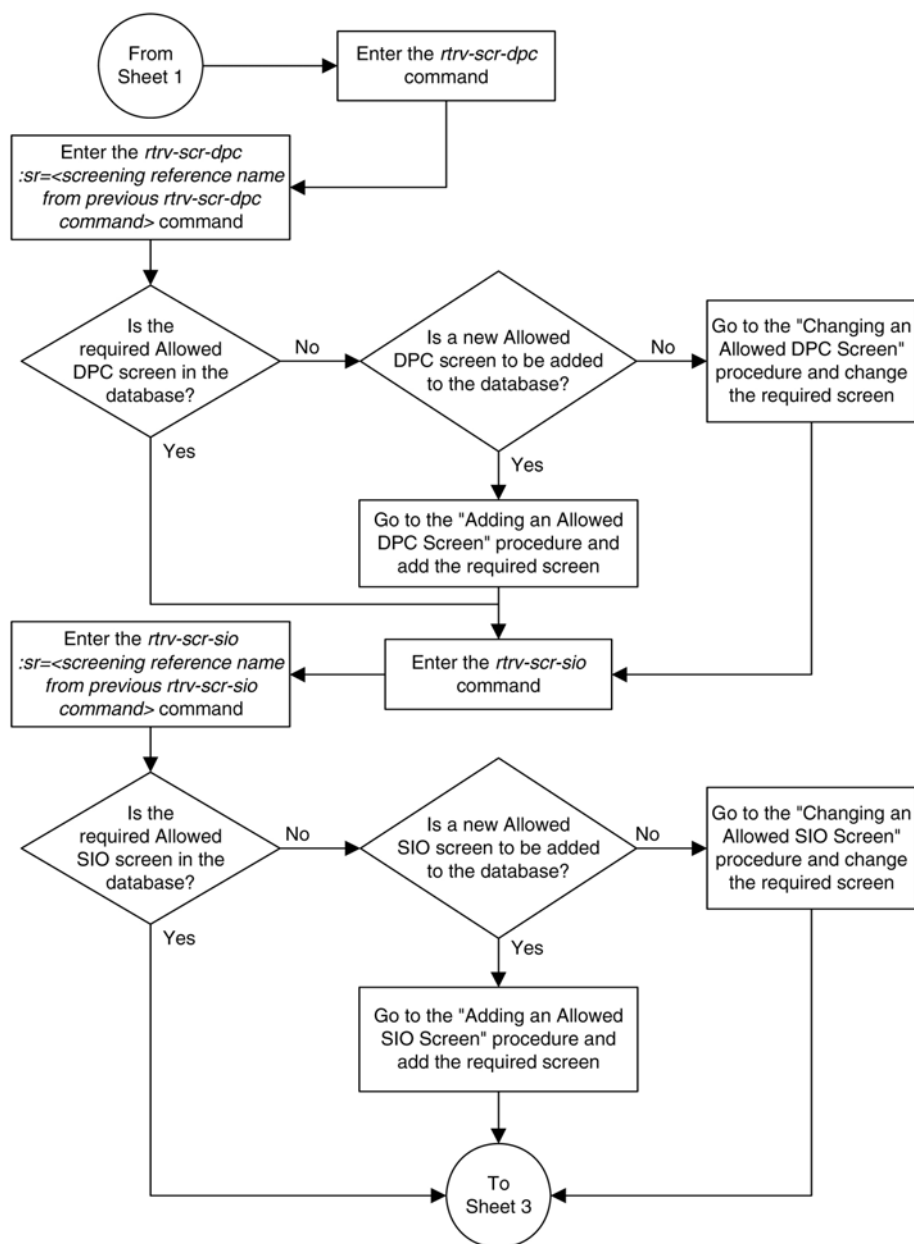 From
Sheet 1
Enter the rtrv-scr-dpc
command
Enter the rtrv-scr-dpc
:sr=<screening reference name
from previous rtrv-scr-dpc
command> command
Is the
required Allowed
DPC screen in the
database?
No
Yes
Is a new Allowed
DPC screen to be added
to the database?
No
Yes
Go to the "Changing an
Allowed DPC Screen"
procedure and change
the required screen
Go to the "Adding an Allowed
DPC Screen" procedure and
add the required screen
Enter the rtrv-scr-sio
command
Enter the rtrv-scr-sio
:sr=<screening reference name
from previous rtrv-scr-sio
command> command
Is the
required Allowed
SIO screen in the
database?
No
Yes
Is a new Allowed
SIO screen to be added
to the database?
No
Yes
Go to the "Changing an
Allowed SIO Screen"
procedure and change
the required screen
Go to the "Adding an Allowed
SIO Screen" procedure and
add the required screen
To
Sheet 3